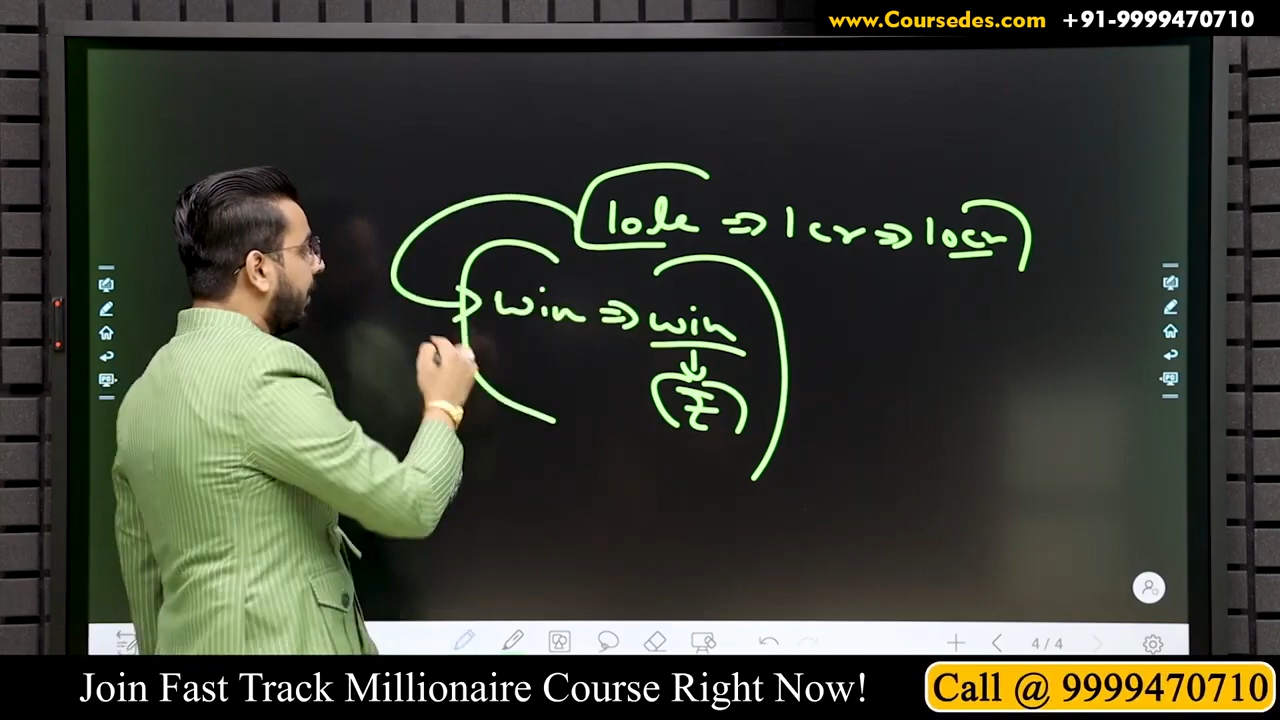 www.Coursedes.com +91-9999470710
10lk ⇒ 1cr ⇒ 10cr
win ⇒ win
4/4
Join Fast Track Millionaire Course Right Now!
Call @ 9999470710